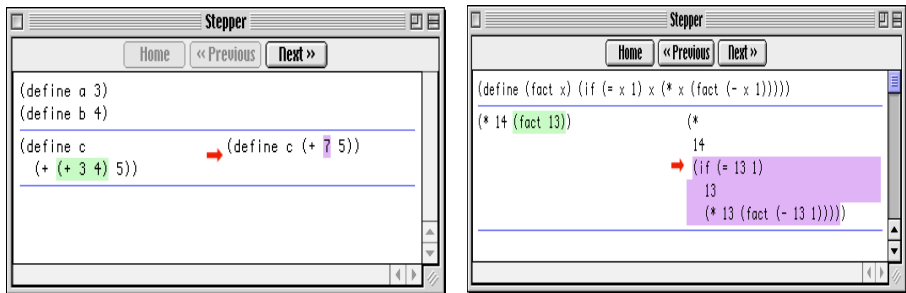 Stepper
Home « Previous Next »
(define a 3)
(define b 4)
(define c
(+ (+ 3 4) 5))
(define c (+ 7 5))
Stepper
Home « Previous Next »
(define (fact x) (if (= x 1) x (* x (fact (- x 1)))))
(* 14 (fact 13))
(*
14
(if (= 13 1)
13
(* 13 (fact (- 13 1)))))